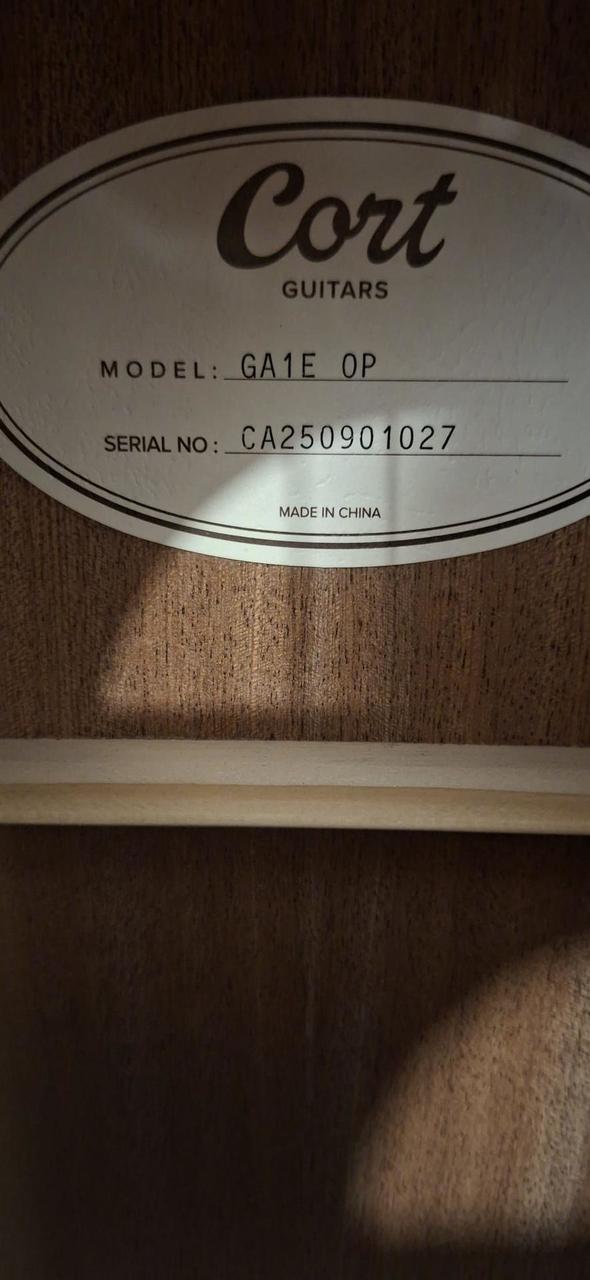 Cort
GUITARS
MODEL: GA1E OP
SERIAL NO: CA250901027
MADE IN CHINA